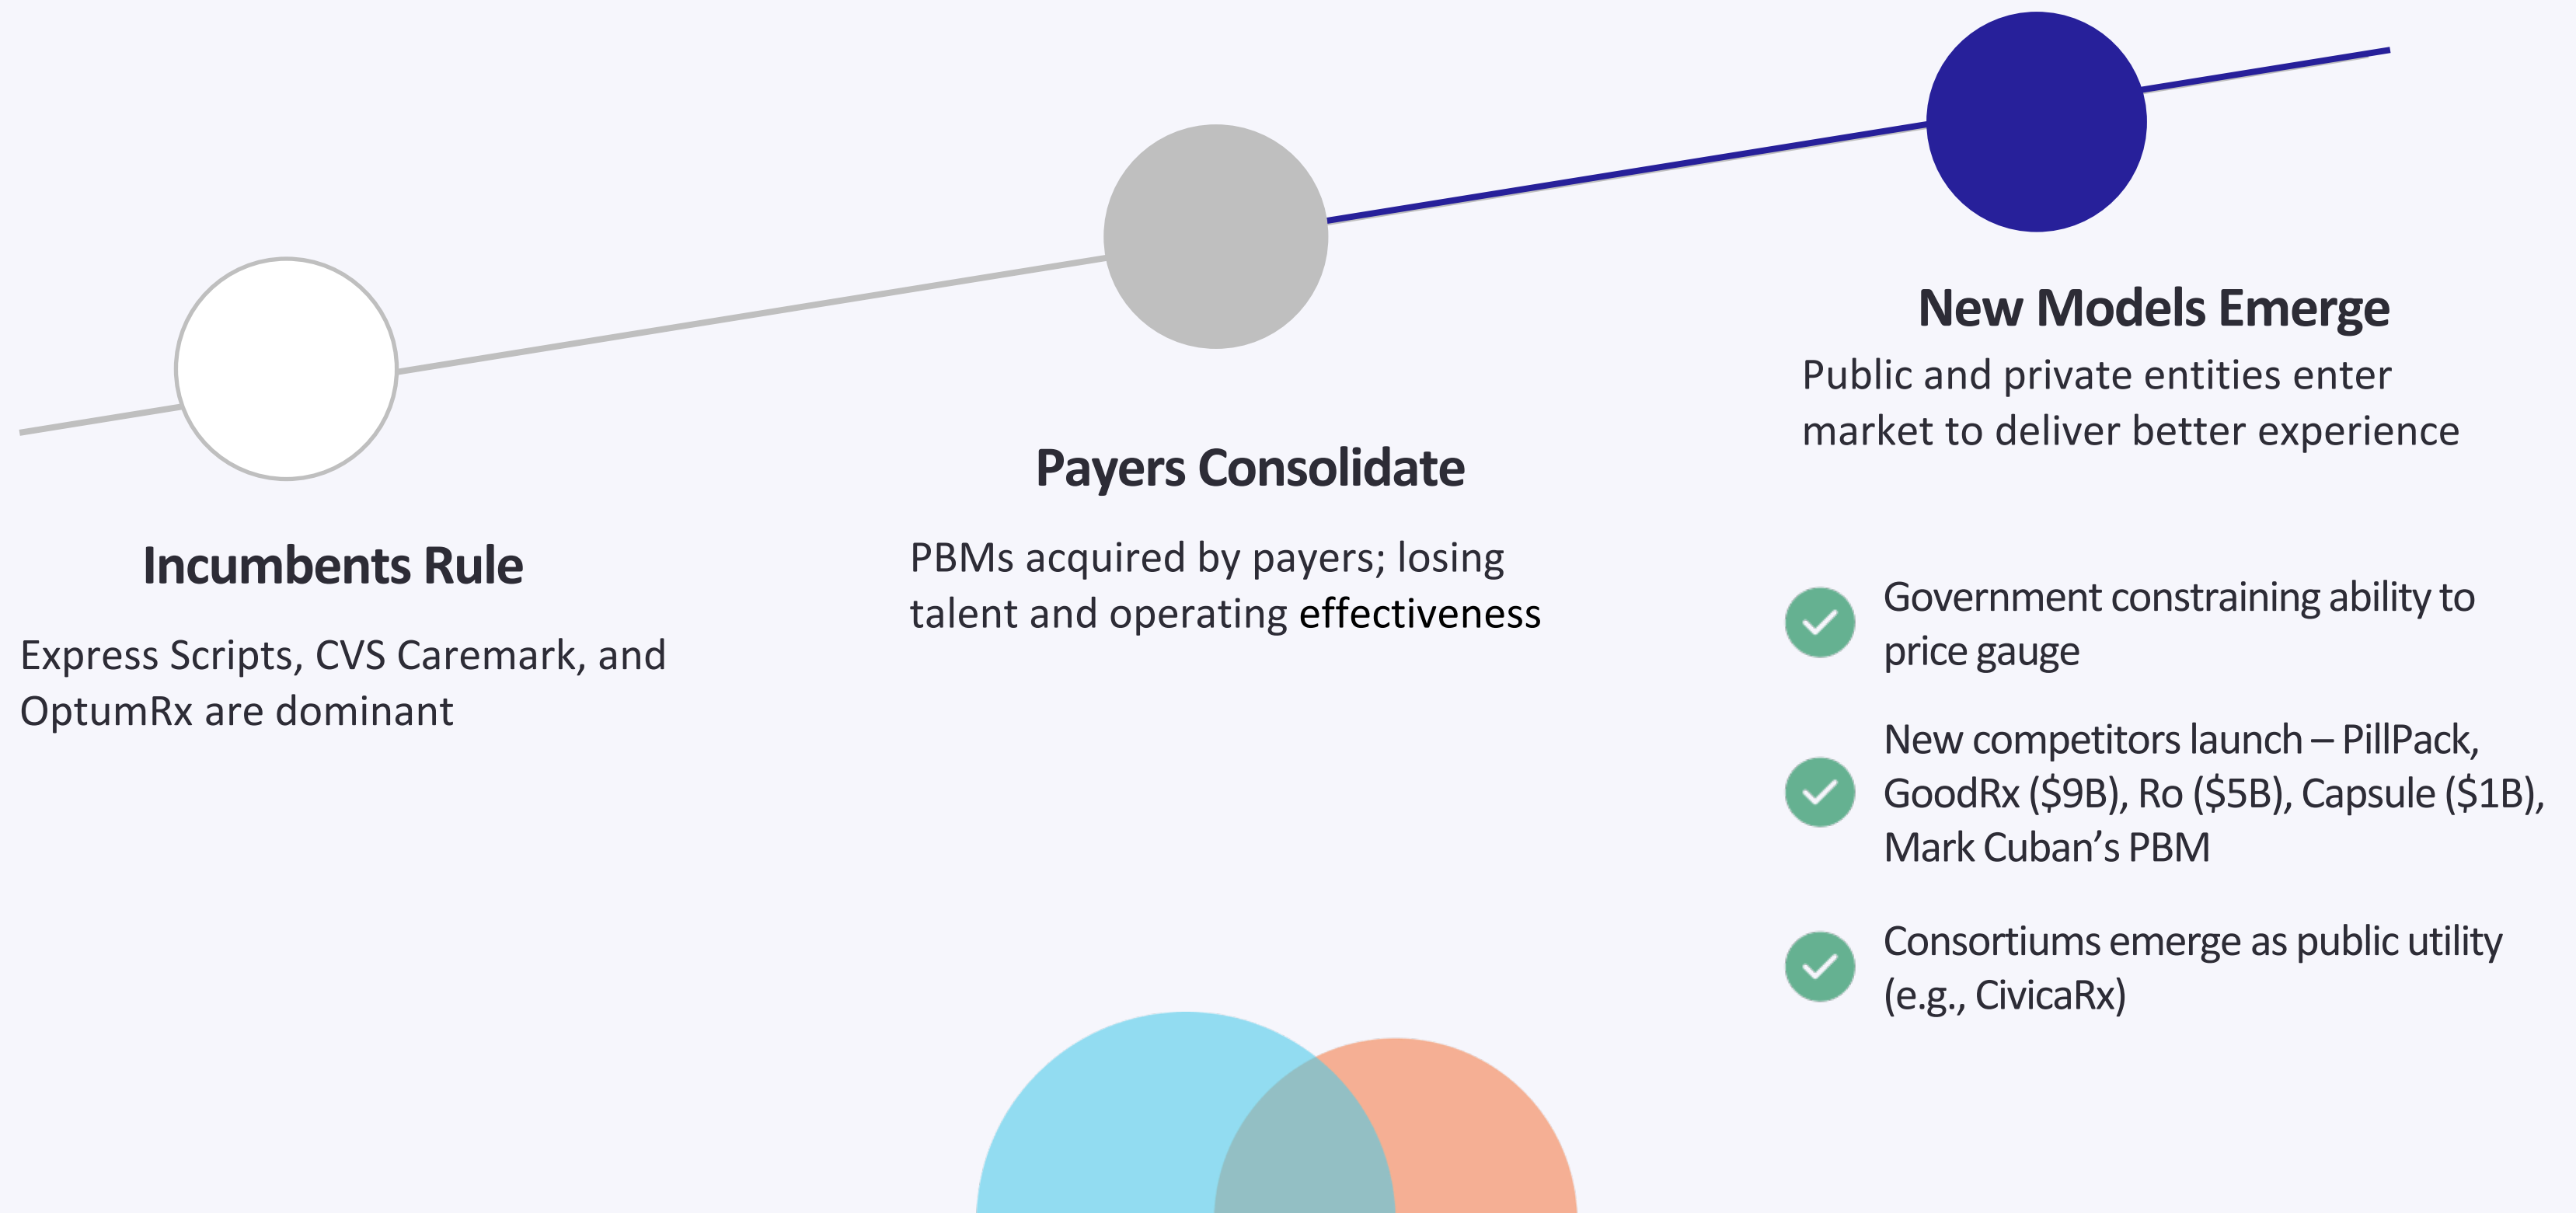 Incumbents Rule
Express Scripts, CVS Caremark, and
OptumRx are dominant
Payers Consolidate
PBMs acquired by payers; losing
talent and operating effectiveness
New Models Emerge
Public and private entities enter
market to deliver better experience
Government constraining ability to
price gauge
New competitors launch – PillPack,
GoodRx ($9B), Ro ($5B), Capsule ($1B),
Mark Cuban’s PBM
Consortiums emerge as public utility
(e.g., CivicaRx)